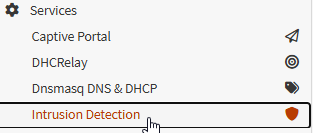 Services
Captive Portal
DHCRelay
Dnsmasq DNS & DHCP
Intrusion Detection